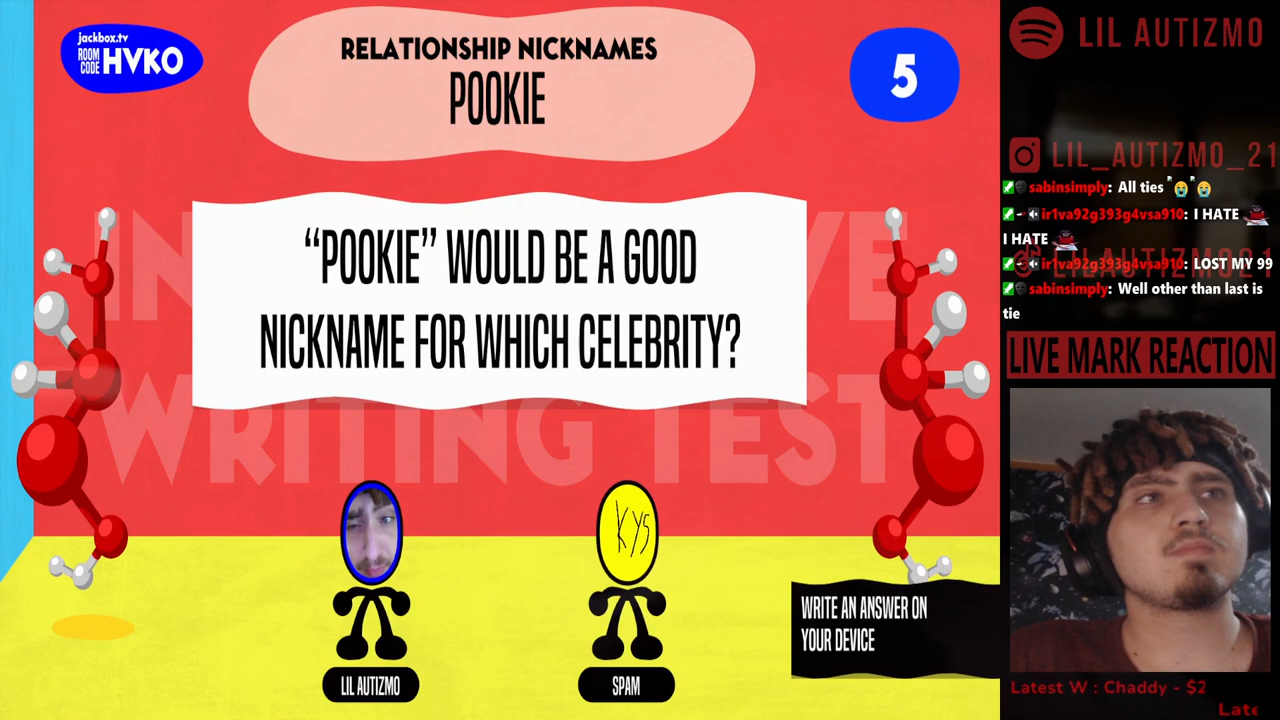 jackbox.tv
ROOM
CODE
HVKO
RELATIONSHIP NICKNAMES
POOKIE
5
“POOKIE” WOULD BE A GOOD
NICKNAME FOR WHICH CELEBRITY?
WRITING TEST
KYS
WRITE AN ANSWER ON
YOUR DEVICE
LIL AUTIZMO
SPAM
LIL AUTIZMO
LIL_AUTIZMO_21
sabinsimply: All ties 😭 😭
ir1va92g393g4vsa910: I HATE
I HATE
ir1va92g393g4vsa910: LOST MY 99
sabinsimply: Well other than last is
tie
LIVE MARK REACTION
Latest W : Chaddy - $2
Late